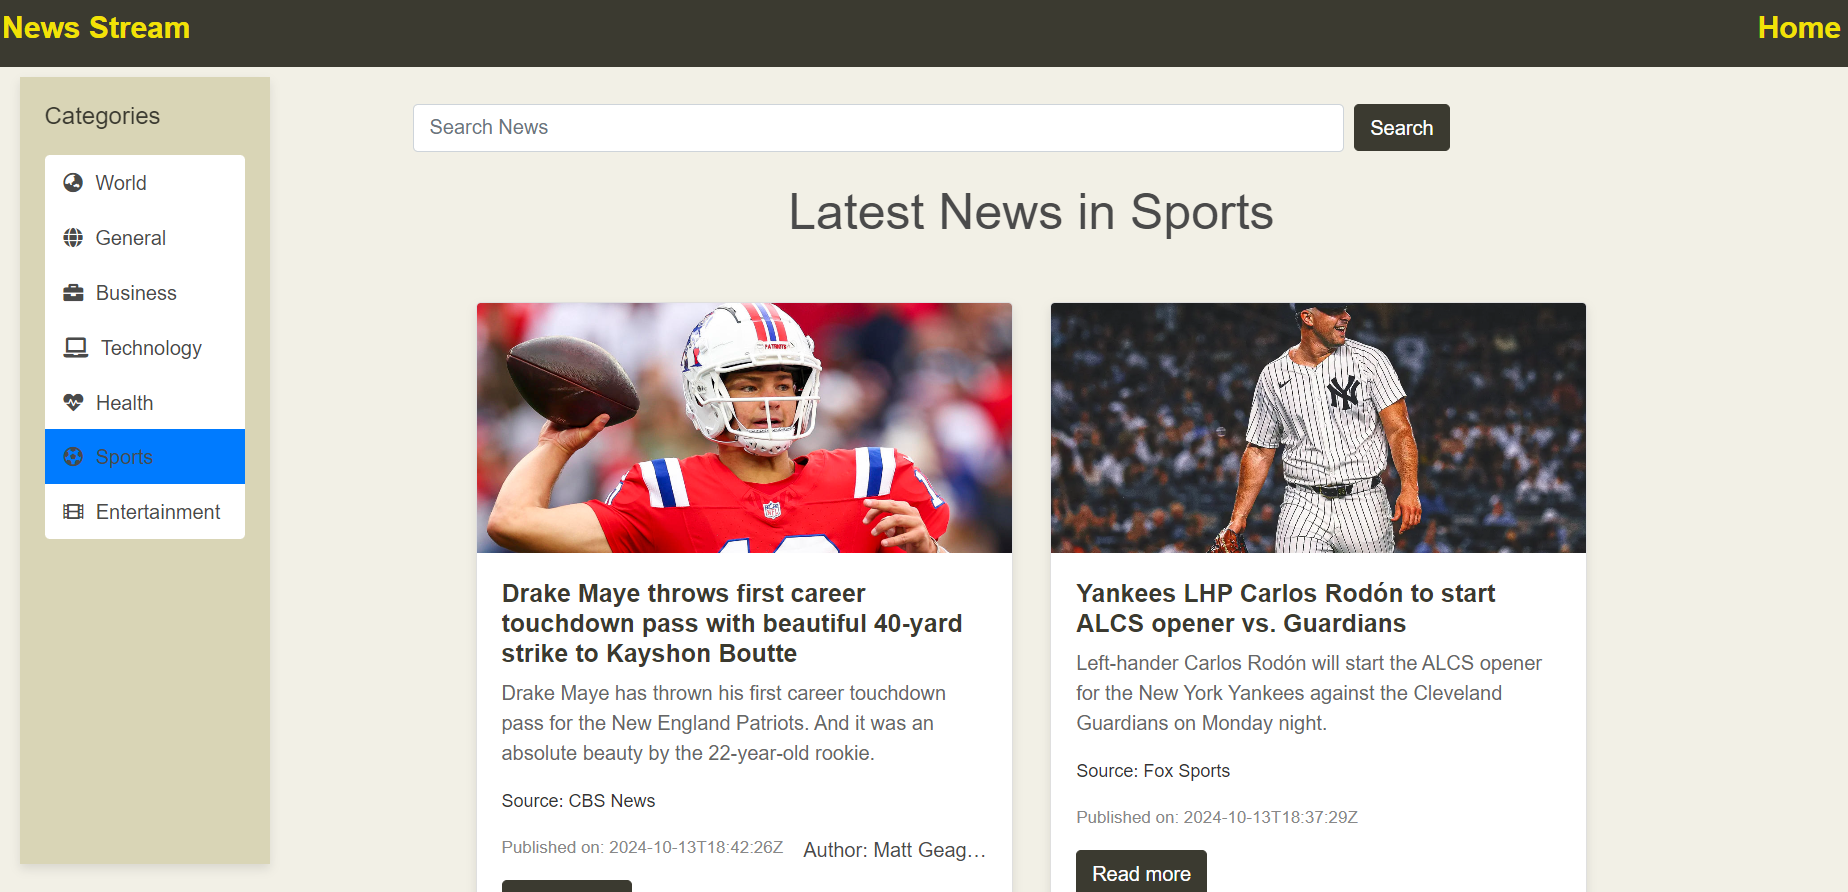 News Stream
Home
Categories
World
General
Business
Technology
Health
Sports
Entertainment
Search News
Search
Latest News in Sports
PATRIOTS
Drake Maye throws first career
touchdown pass with beautiful 40-yard
strike to Kayshon Boutte
Drake Maye has thrown his first career touchdown
pass for the New England Patriots. And it was an
absolute beauty by the 22-year-old rookie.
Source: CBS News
Published on: 2024-10-13T18:42:26Z
Author: Matt Geag…
NY
Yankees LHP Carlos Rodón to start
ALCS opener vs. Guardians
Left-hander Carlos Rodón will start the ALCS opener
for the New York Yankees against the Cleveland
Guardians on Monday night.
Source: Fox Sports
Published on: 2024-10-13T18:37:29Z
Read more